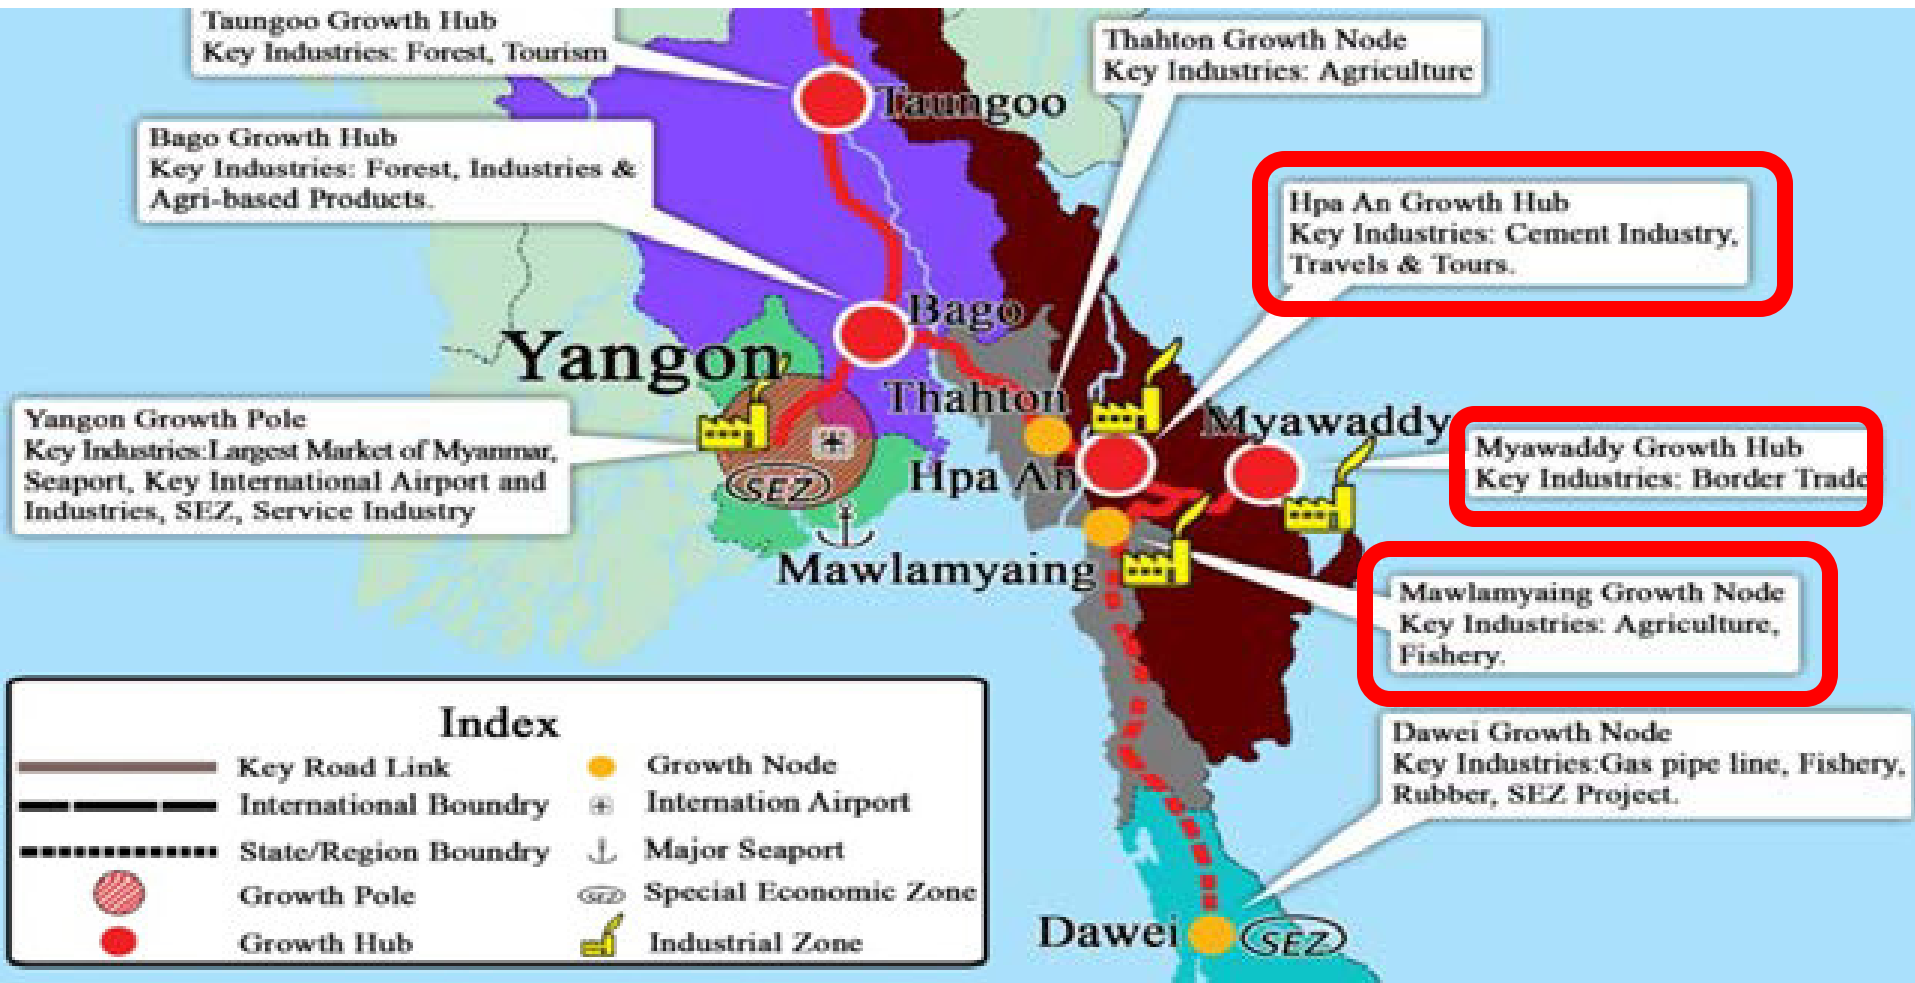 Taungoo Growth Hub
Key Industries: Forest, Tourism
Thahton Growth Node
Key Industries: Agriculture
Taungoo
Bago Growth Hub
Key Industries: Forest, Industries &
Agri-based Products.
Hpa An Growth Hub
Key Industries: Cement Industry,
Travels & Tours.
Bago
Yangon
Thahton
Myawaddy
Yangon Growth Pole
Key Industries:Largest Market of Myanmar,
Seaport, Key International Airport and
Industries, SEZ, Service Industry
Myawaddy Growth Hub
Key Industries: Border Trade
Hpa An
SEZ
Mawlamyaing
Mawlamyaing Growth Node
Key Industries: Agriculture,
Fishery.
Dawei Growth Node
Key Industries:Gas pipe line, Fishery,
Rubber, SEZ Project.
Dawei
SEZ
Index
Key Road Link
International Boundry
State/Region Boundry
Growth Pole
Growth Hub
Growth Node
Internation Airport
Major Seaport
SEZ Special Economic Zone
Industrial Zone